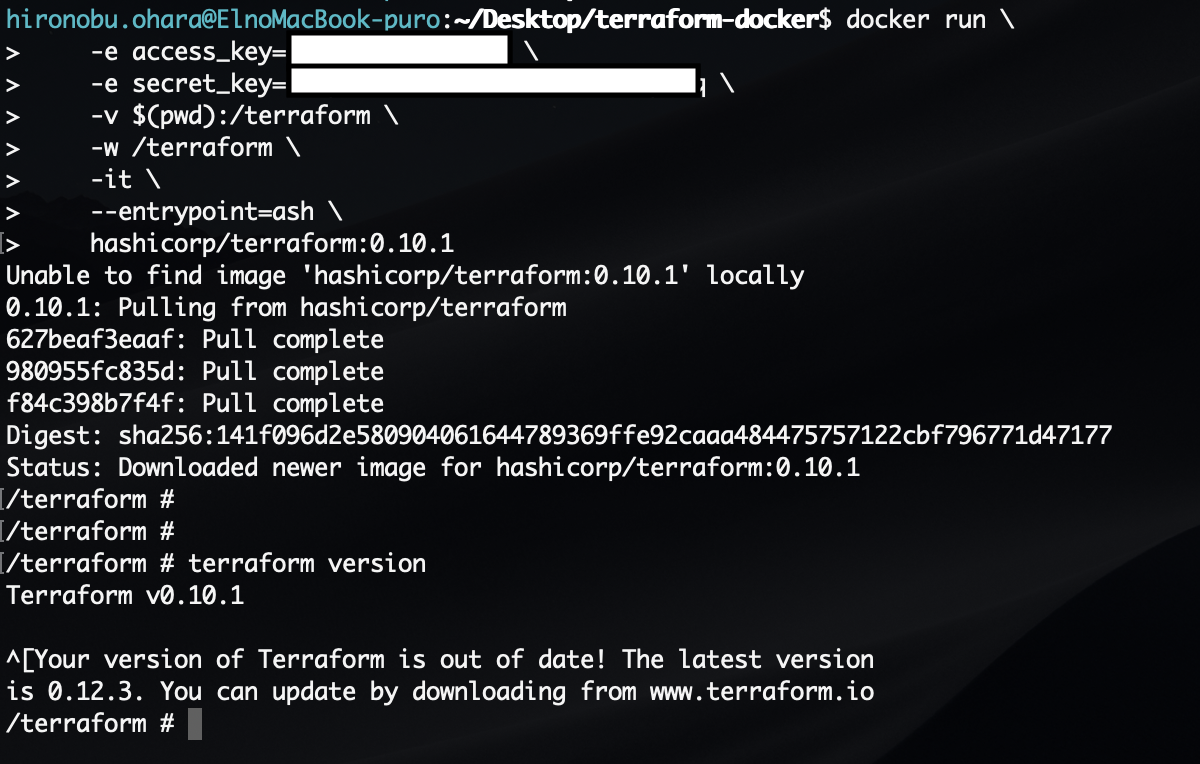 hironobu.ohara@ElnoMacBook-puro:~/Desktop/terraform-docker$ docker run \
>     -e access_key= \
>     -e secret_key= \
>     -v $(pwd):/terraform \
>     -w /terraform \
>     -it \
>     --entrypoint=ash \
>     hashicorp/terraform:0.10.1
Unable to find image 'hashicorp/terraform:0.10.1' locally
0.10.1: Pulling from hashicorp/terraform
627beaf3eaaf: Pull complete
980955fc835d: Pull complete
f84c398b7f4f: Pull complete
Digest: sha256:141f096d2e580904061644789369ffe92caaa484475757122cbf796771d47177
Status: Downloaded newer image for hashicorp/terraform:0.10.1
/terraform #
/terraform #
/terraform # terraform version
Terraform v0.10.1
^[Your version of Terraform is out of date! The latest version
is 0.12.3. You can update by downloading from www.terraform.io
/terraform #